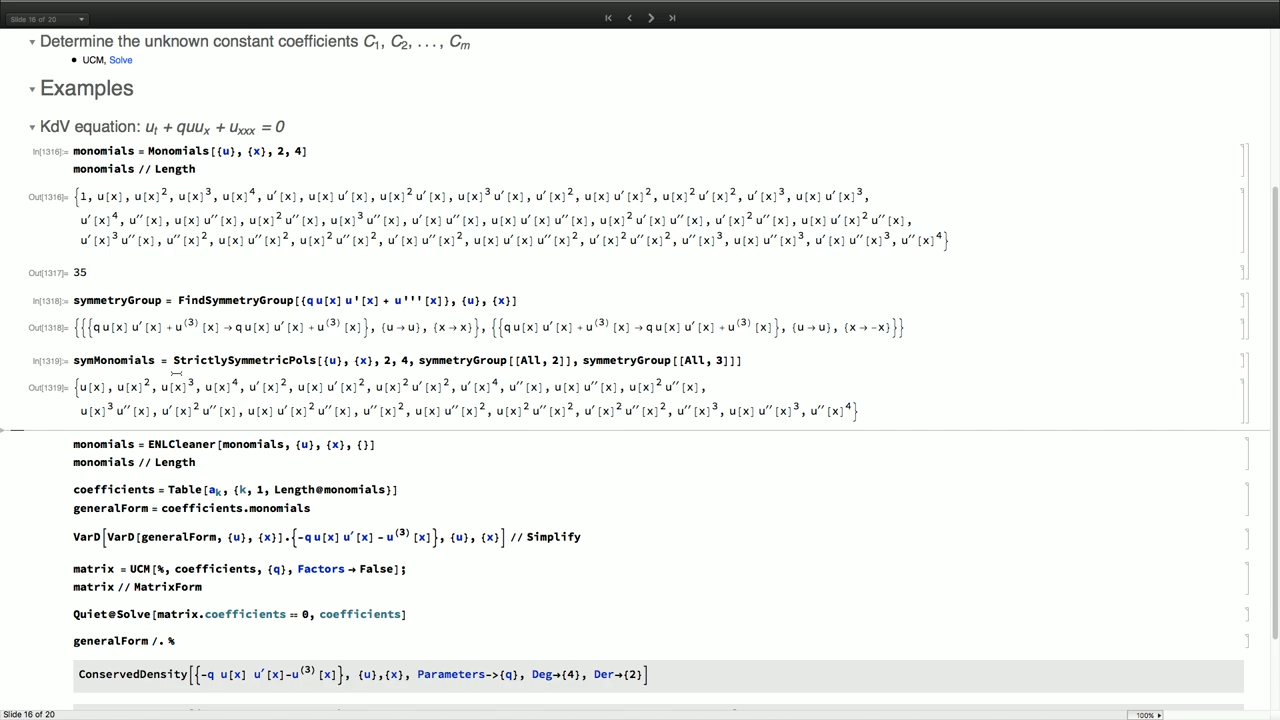 Slide 16 of 20
Determine the unknown constant coefficients C₁, C₂, . . . , Cₘ
• UCM, Solve
Examples
KdV equation: uₜ + quuₓ + uₓₓₓ = 0
In[1316]:= monomials = Monomials[{u}, {x}, 2, 4]
monomials // Length
Out[1316]= {1, u[x], u[x]², u[x]³, u[x]⁴, u′[x], u[x] u′[x], u[x]² u′[x], u[x]³ u′[x], u′[x]², u[x] u′[x]², u[x]² u′[x]², u′[x]³, u[x] u′[x]³,
u′[x]⁴, u′′[x], u[x] u′′[x], u[x]² u′′[x], u[x]³ u′′[x], u′[x] u′′[x], u[x] u′[x] u′′[x], u[x]² u′[x] u′′[x], u′[x]² u′′[x], u[x] u′[x]² u′′[x],
u′[x]³ u′′[x], u′′[x]², u[x] u′′[x]², u[x]² u′′[x]², u′[x] u′′[x]², u[x] u′[x] u′′[x]², u′[x]² u′′[x]², u′′[x]³, u[x] u′′[x]³, u′[x] u′′[x]³, u′′[x]⁴}
Out[1317]= 35
In[1318]:= symmetryGroup = FindSymmetryGroup[{q u[x] u'[x] + u'''[x]}, {u}, {x}]
Out[1318]= {{{q u[x] u′[x] + u⁽³⁾[x] → q u[x] u′[x] + u⁽³⁾[x]}, {u → u}, {x → x}}, {{q u[x] u′[x] + u⁽³⁾[x] → q u[x] u′[x] + u⁽³⁾[x]}, {u → u}, {x → -x}}}
In[1319]:= symMonomials = StrictlySymmetricPols[{u}, {x}, 2, 4, symmetryGroup[[All, 2]], symmetryGroup[[All, 3]]]
Out[1319]= {u[x], u[x]², u[x]³, u[x]⁴, u′[x]², u[x] u′[x]², u[x]² u′[x]², u′[x]⁴, u′′[x], u[x] u′′[x], u[x]² u′′[x],
u[x]³ u′′[x], u′[x]² u′′[x], u[x] u′[x]² u′′[x], u′′[x]², u[x] u′′[x]², u[x]² u′′[x]², u′[x]² u′′[x]², u′′[x]³, u[x] u′′[x]³, u′′[x]⁴}
monomials = ENLCleaner[monomials, {u}, {x}, {}]
monomials // Length
coefficients = Table[aₖ, {k, 1, Length@monomials}]
generalForm = coefficients.monomials
VarD[VarD[generalForm, {u}, {x}].{-q u[x] u′[x] - u⁽³⁾[x]}, {u}, {x}] // Simplify
matrix = UCM[%, coefficients, {q}, Factors → False];
matrix // MatrixForm
Quiet@Solve[matrix.coefficients == 0, coefficients]
generalForm /. %
ConservedDensity[{-q u[x] u′[x]-u⁽³⁾[x]}, {u},{x}, Parameters->{q}, Deg→{4}, Der→{2}]
Slide 16 of 20
100%